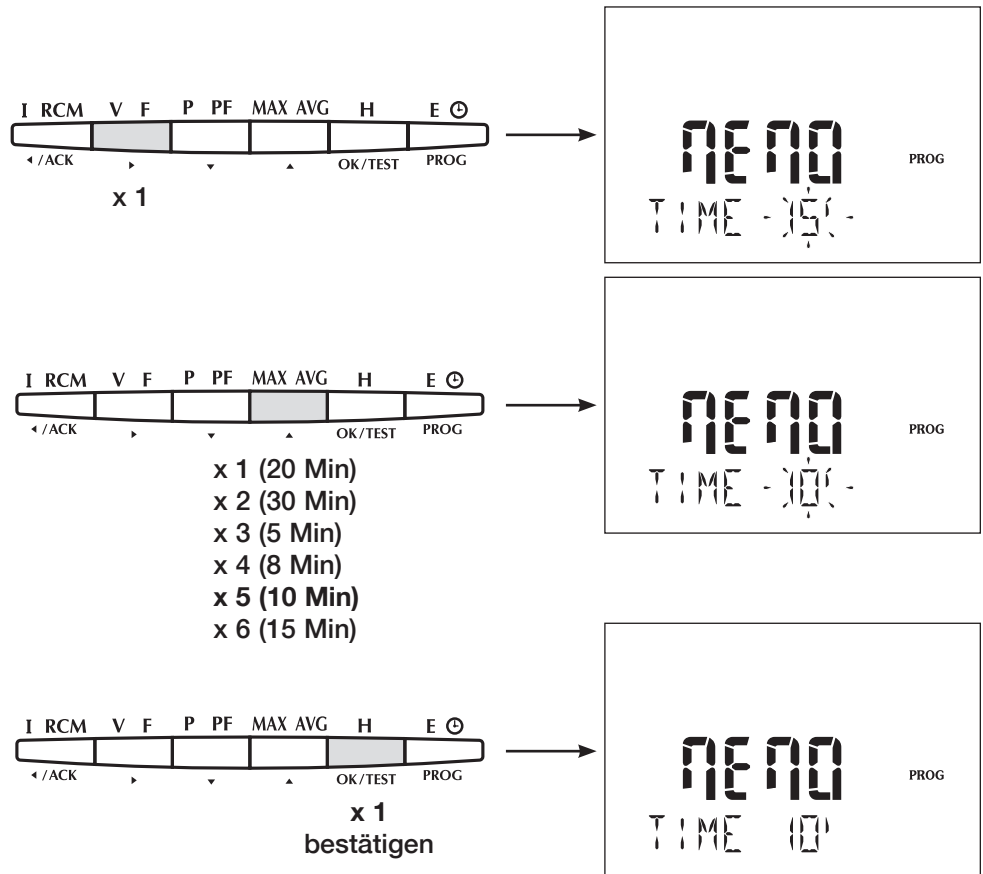 I RCM V F P PF MAX AVG H E
/ACK OK/TEST PROG
x 1
MEMO
PROG
TIME 15'
I RCM V F P PF MAX AVG H E
/ACK OK/TEST PROG
x 1 (20 Min)
x 2 (30 Min)
x 3 (5 Min)
x 4 (8 Min)
x 5 (10 Min)
x 6 (15 Min)
MEMO
PROG
TIME 10'
I RCM V F P PF MAX AVG H E
/ACK OK/TEST PROG
x 1
bestätigen
MEMO
PROG
TIME 10'